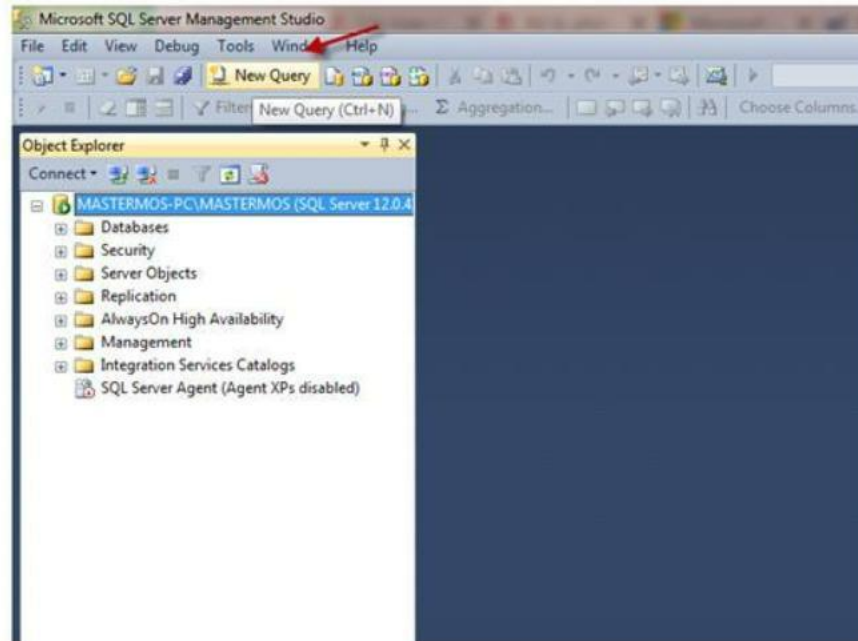 Microsoft SQL Server Management Studio
File Edit View Debug Tools Wind Help
New Query
Filter New Query (Ctrl+N) ... Σ Aggregation... Choose Columns
Object Explorer
Connect
MASTERMOS-PC\MASTERMOS (SQL Server 12.0.4
Databases
Security
Server Objects
Replication
AlwaysOn High Availability
Management
Integration Services Catalogs
SQL Server Agent (Agent XPs disabled)